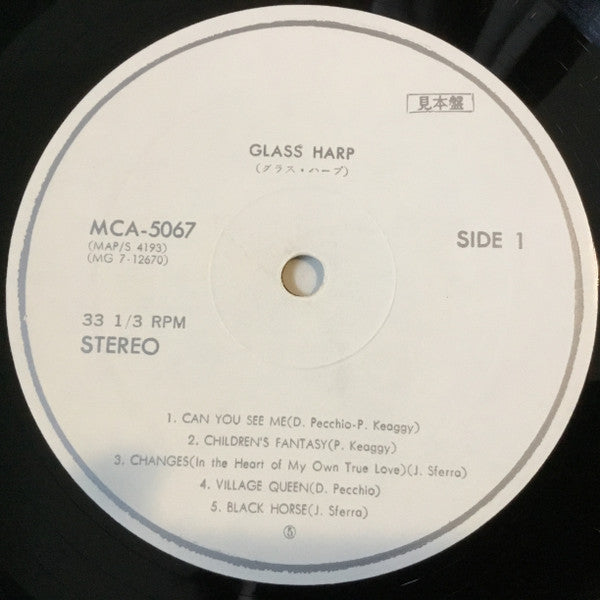 見本盤
GLASS HARP
(グラス・ハープ)
MCA-5067
(MAP/S 4193)
(MG 7-12670)
SIDE 1
33 1/3 RPM
STEREO
1. CAN YOU SEE ME(D. Pecchio-P. Keaggy)
2. CHILDREN'S FANTASY(P. Keaggy)
3. CHANGES(In the Heart of My Own True Love)(J. Sferra)
4. VILLAGE QUEEN(D. Pecchio)
5. BLACK HORSE(J. Sferra)